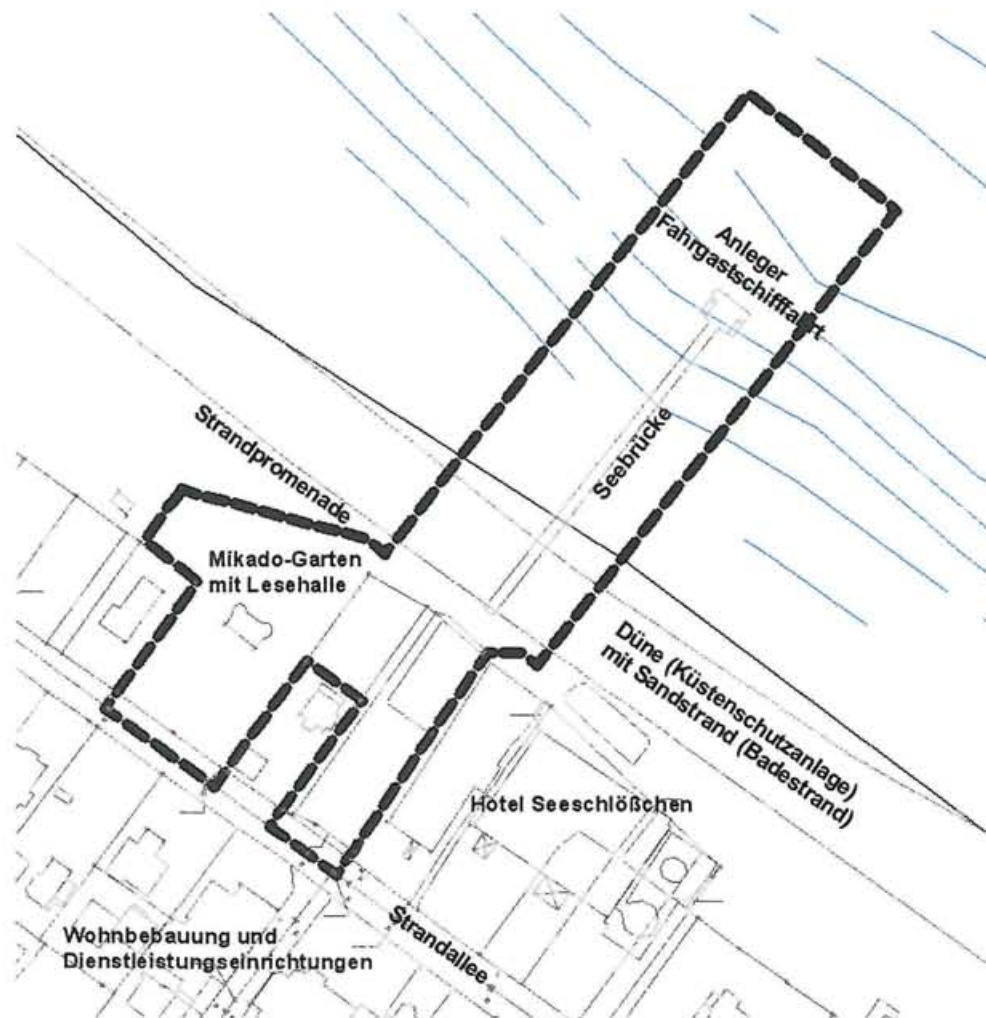 Anleger
Fahrgastschifffahrt
Seebrücke
Strandpromenade
Mikado-Garten
mit Lesehalle
Düne (Küstenschutzanlage)
mit Sandstrand (Badestrand)
Hotel Seeschlößchen
Strandallee
Wohnbebauung und
Dienstleistungseinrichtungen